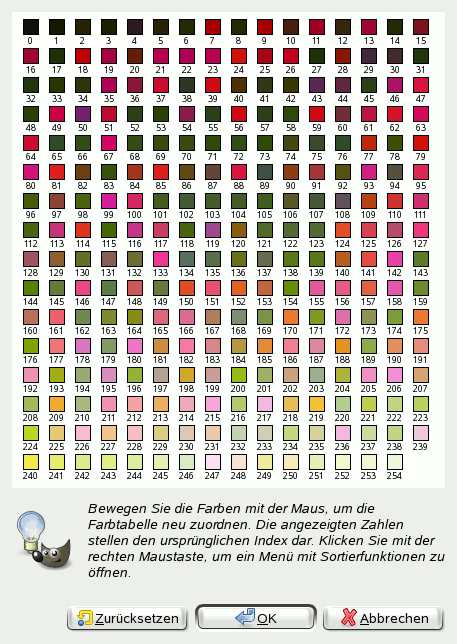 0 1 2 3 4 5 6 7 8 9 10 11 12 13 14 15
16 17 18 19 20 21 22 23 24 25 26 27 28 29 30 31
32 33 34 35 36 37 38 39 40 41 42 43 44 45 46 47
48 49 50 51 52 53 54 55 56 57 58 59 60 61 62 63
64 65 66 67 68 69 70 71 72 73 74 75 76 77 78 79
80 81 82 83 84 85 86 87 88 89 90 91 92 93 94 95
96 97 98 99 100 101 102 103 104 105 106 107 108 109 110 111
112 113 114 115 116 117 118 119 120 121 122 123 124 125 126 127
128 129 130 131 132 133 134 135 136 137 138 139 140 141 142 143
144 145 146 147 148 149 150 151 152 153 154 155 156 157 158 159
160 161 162 163 164 165 166 167 168 169 170 171 172 173 174 175
176 177 178 179 180 181 182 183 184 185 186 187 188 189 190 191
192 193 194 195 196 197 198 199 200 201 202 203 204 205 206 207
208 209 210 211 212 213 214 215 216 217 218 219 220 221 222 223
224 225 226 227 228 229 230 231 232 233 234 235 236 237 238 239
240 241 242 243 244 245 246 247 248 249 250 251 252 253 254
Bewegen Sie die Farben mit der Maus, um die
Farbtabelle neu zuordnen. Die angezeigten Zahlen
stellen den ursprünglichen Index dar. Klicken Sie mit der
rechten Maustaste, um ein Menü mit Sortierfunktionen zu
öffnen.
Zurücksetzen OK Abbrechen